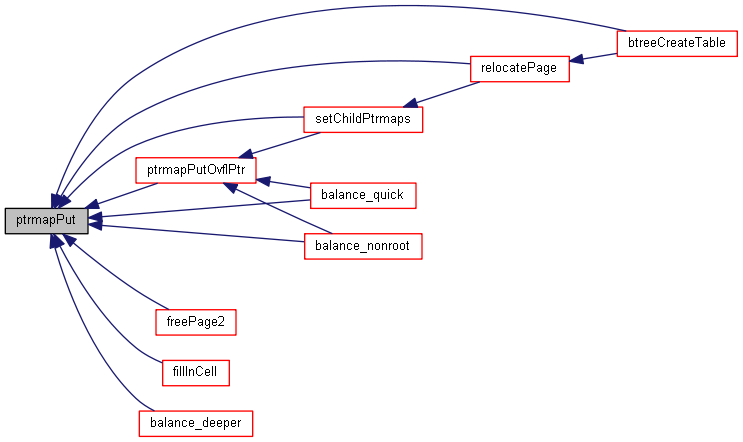 btreeCreateTable
relocatePage
setChildPtrmaps
ptrmapPutOvflPtr
balance_quick
ptrmapPut
balance_nonroot
freePage2
fillInCell
balance_deeper